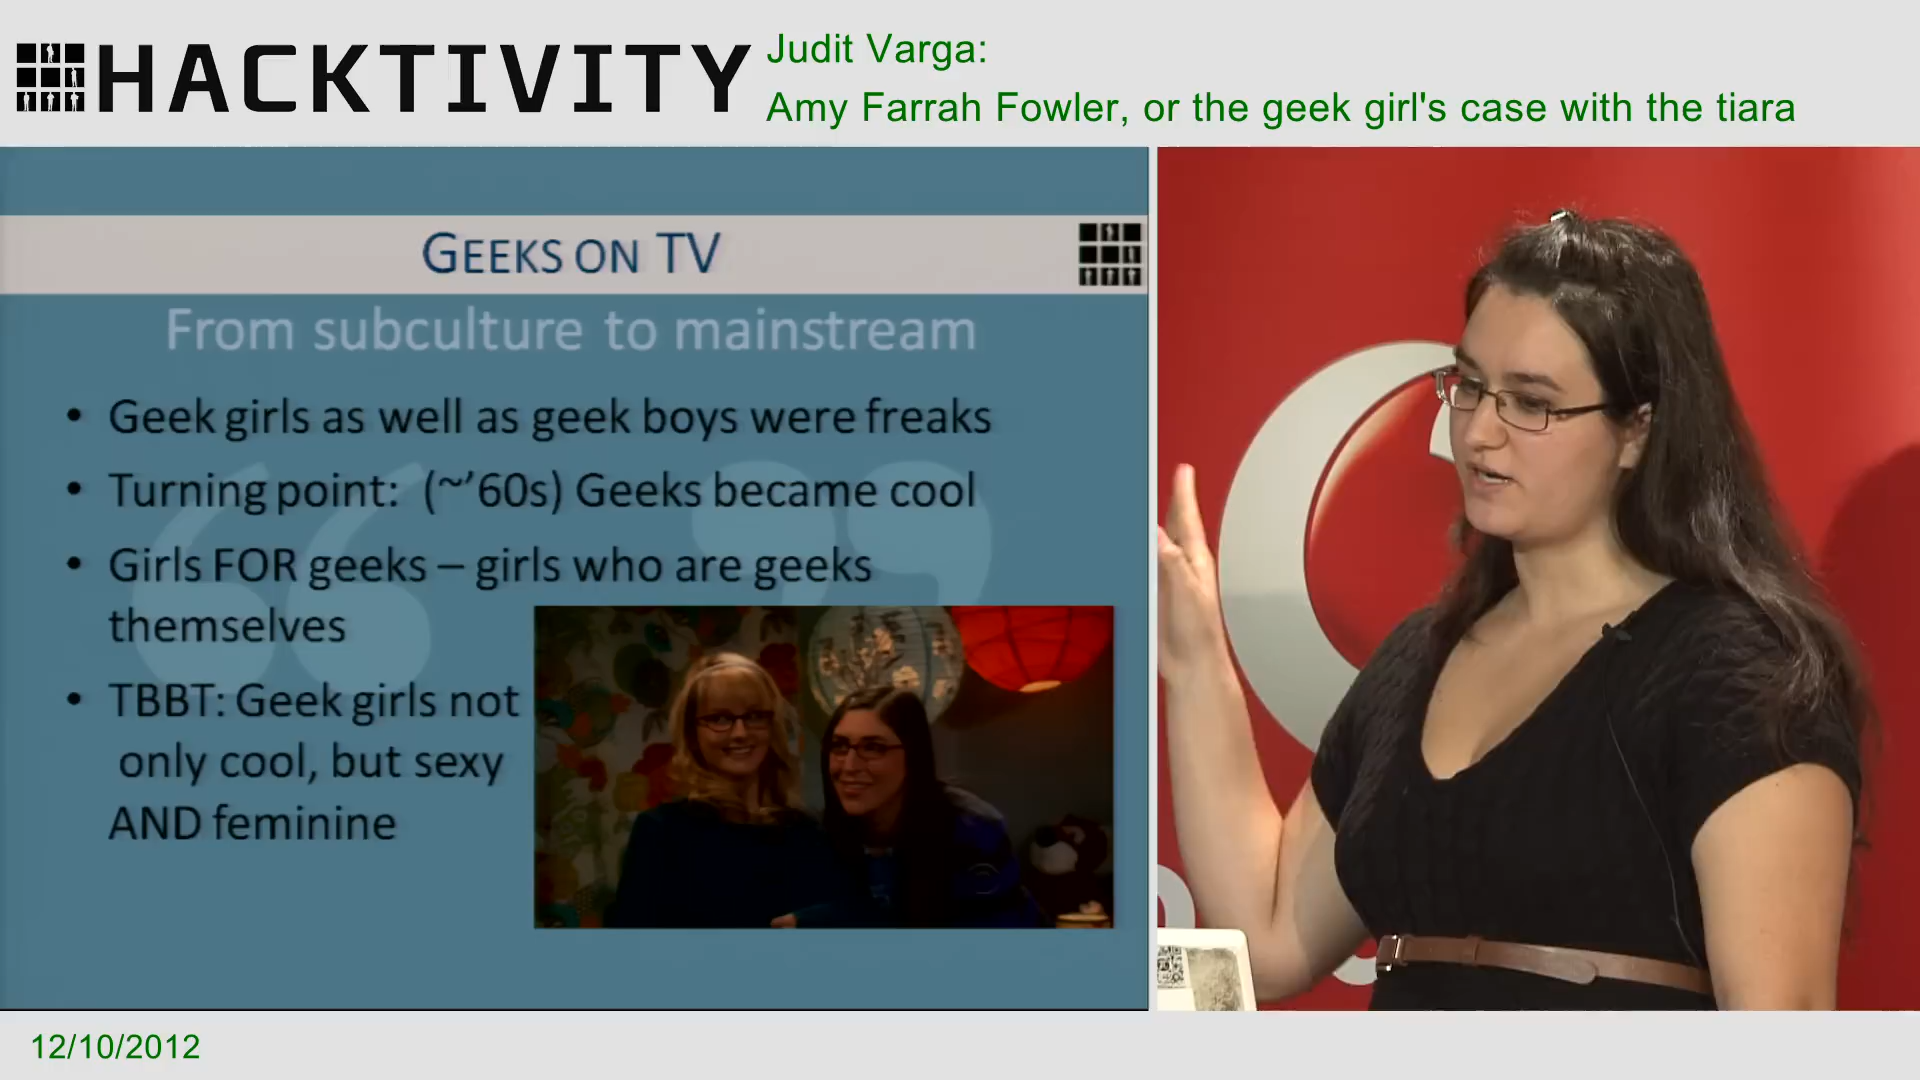 HACKTIVITY
Judit Varga:
Amy Farrah Fowler, or the geek girl's case with the tiara
GEEKS ON TV
From subculture to mainstream
• Geek girls as well as geek boys were freaks
• Turning point: (~’60s) Geeks became cool
• Girls FOR geeks – girls who are geeks
themselves
• TBBT: Geek girls not
only cool, but sexy
AND feminine
12/10/2012